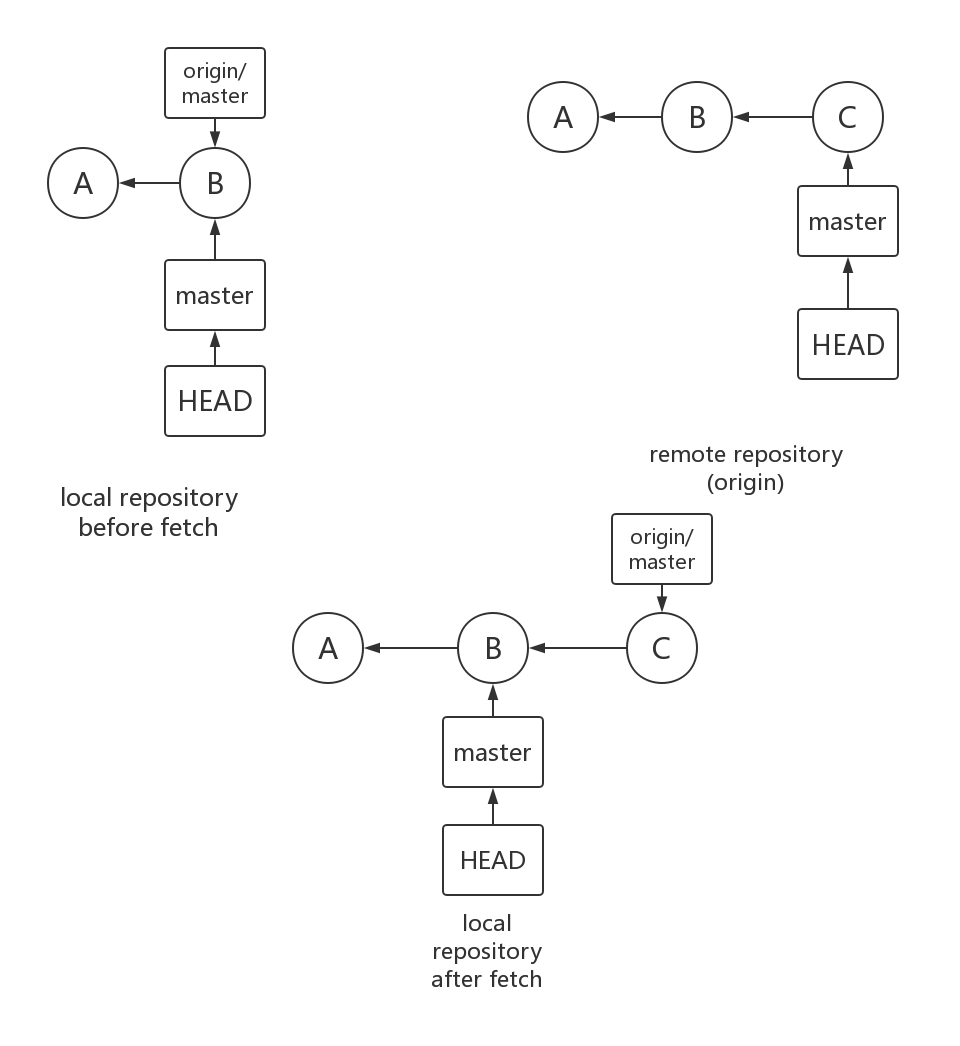 origin/
master
A
B
master
HEAD
local repository
before fetch
A
B
C
master
HEAD
remote repository
(origin)
origin/
master
A
B
C
master
HEAD
local
repository
after fetch